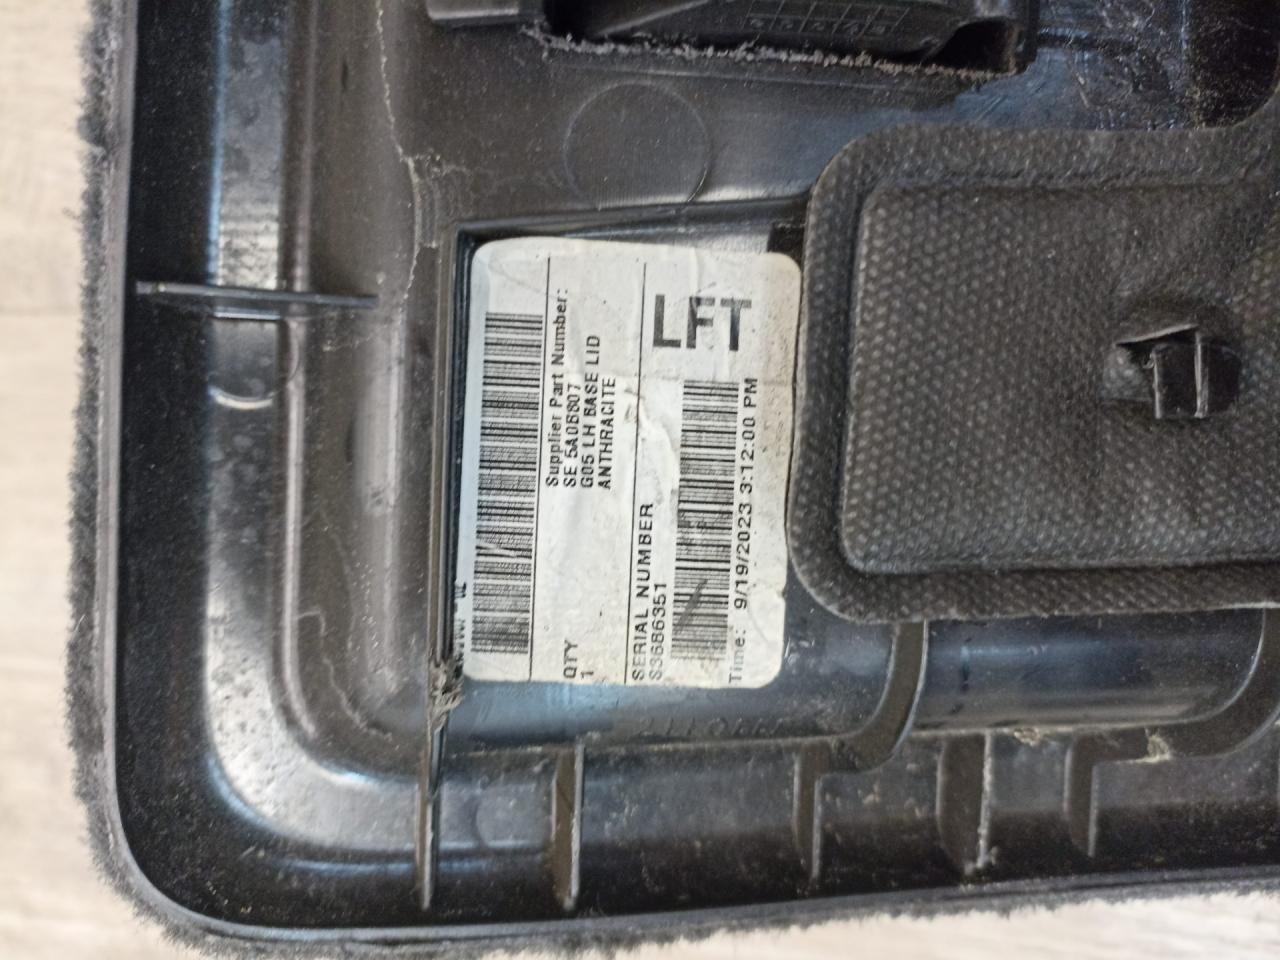 Supplier Part Number:
SE 5A0B807
G05 LH BASE LID
ANTHRACITE
QTY
1
SERIAL NUMBER
S3686351
LFT
Time: 9/19/2023 3:12:00 PM